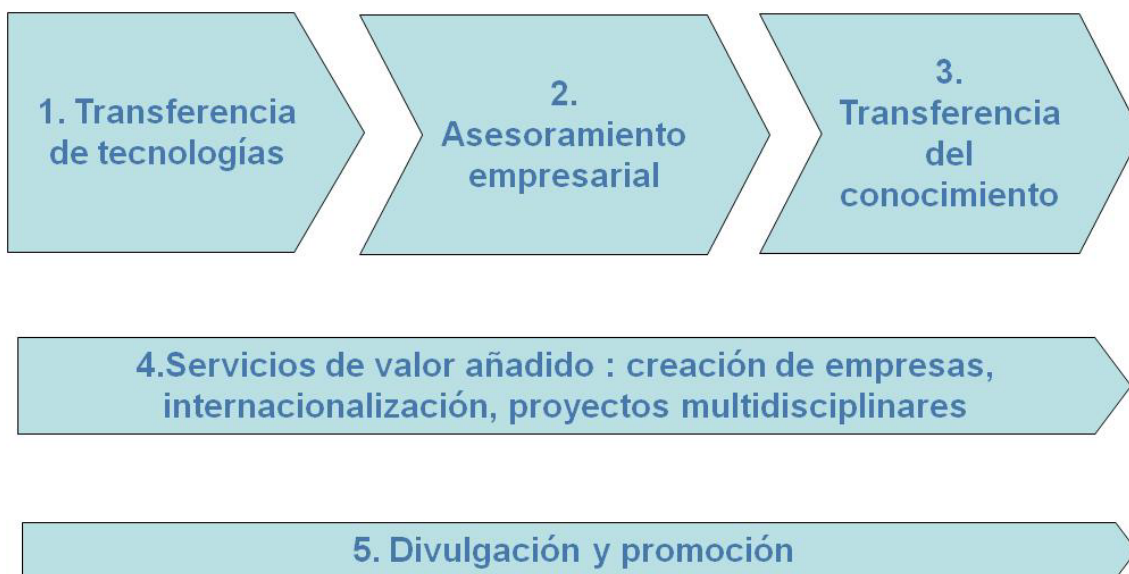 1. Transferencia
de tecnologías
2.
Asesoramiento
empresarial
3.
Transferencia
del
conocimiento
4.Servicios de valor añadido : creación de empresas,
internacionalización, proyectos multidisciplinares
5. Divulgación y promoción